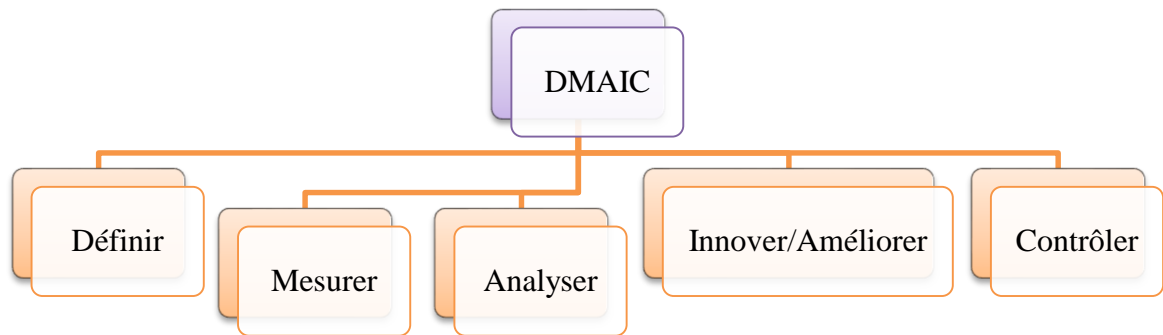 DMAIC
Définir
Mesurer
Analyser
Innover/Améliorer
Contrôler